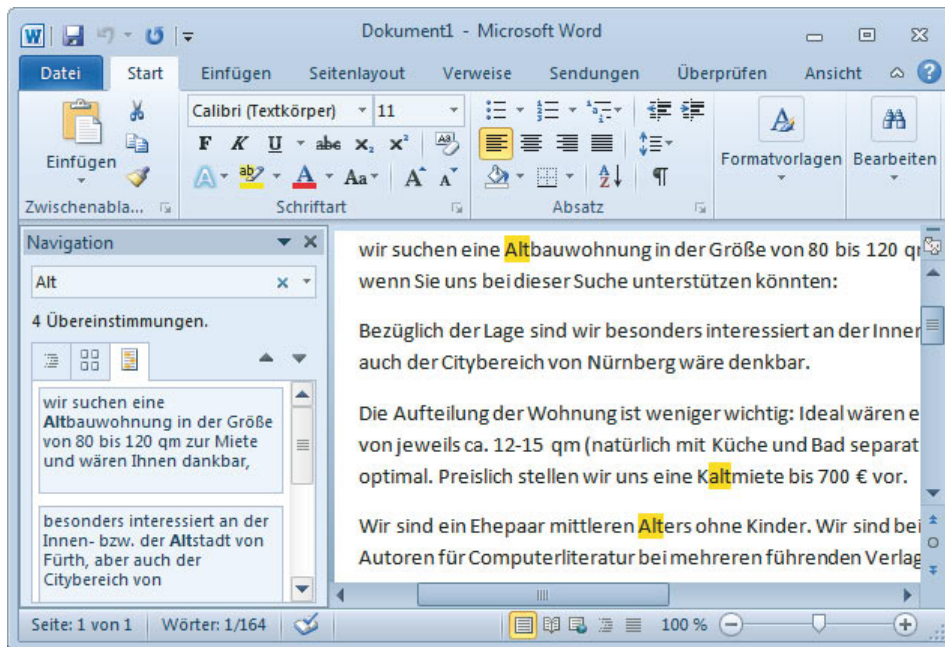 Dokument1 - Microsoft Word
Datei Start Einfügen Seitenlayout Verweise Sendungen Überprüfen Ansicht
Calibri (Textkörper) 11
F K U abc x₂ x² Aa
ab A Aa A A
Einfügen
A Z
Formatvorlagen Bearbeiten
Zwischenabla... Schriftart Absatz
Navigation
Alt
4 Übereinstimmungen.
wir suchen eine
Altbauwohnung in der Größe
von 80 bis 120 qm zur Miete
und wären Ihnen dankbar,
besonders interessiert an der
Innen- bzw. der Altstadt von
Fürth, aber auch der
Citybereich von
wir suchen eine Altbauwohnung in der Größe von 80 bis 120
wenn Sie uns bei dieser Suche unterstützen könnten:
Bezüglich der Lage sind wir besonders interessiert an der Inner
auch der Citybereich von Nürnberg wäre denkbar.
Die Aufteilung der Wohnung ist weniger wichtig: Ideal wären e
von jeweils ca. 12-15 qm (natürlich mit Küche und Bad separat
optimal. Preislich stellen wir uns eine Kaltmiete bis 700 € vor.
Wir sind ein Ehepaar mittleren Alters ohne Kinder. Wir sind bei
Autoren für Computerliteratur bei mehreren führenden Verlag
Seite: 1 von 1 Wörter: 1/164 100 %